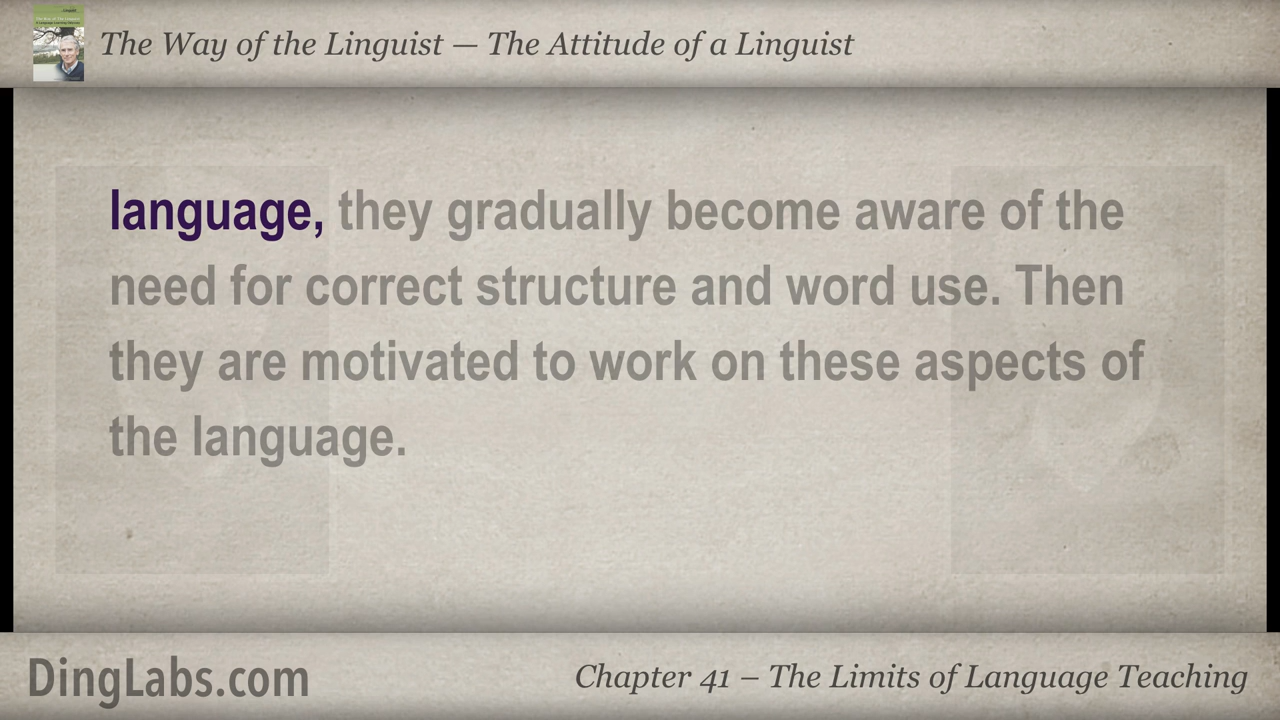 The Way of the Linguist — The Attitude of a Linguist
language, they gradually become aware of the
need for correct structure and word use. Then
they are motivated to work on these aspects of
the language.
DingLabs.com
Chapter 41 – The Limits of Language Teaching